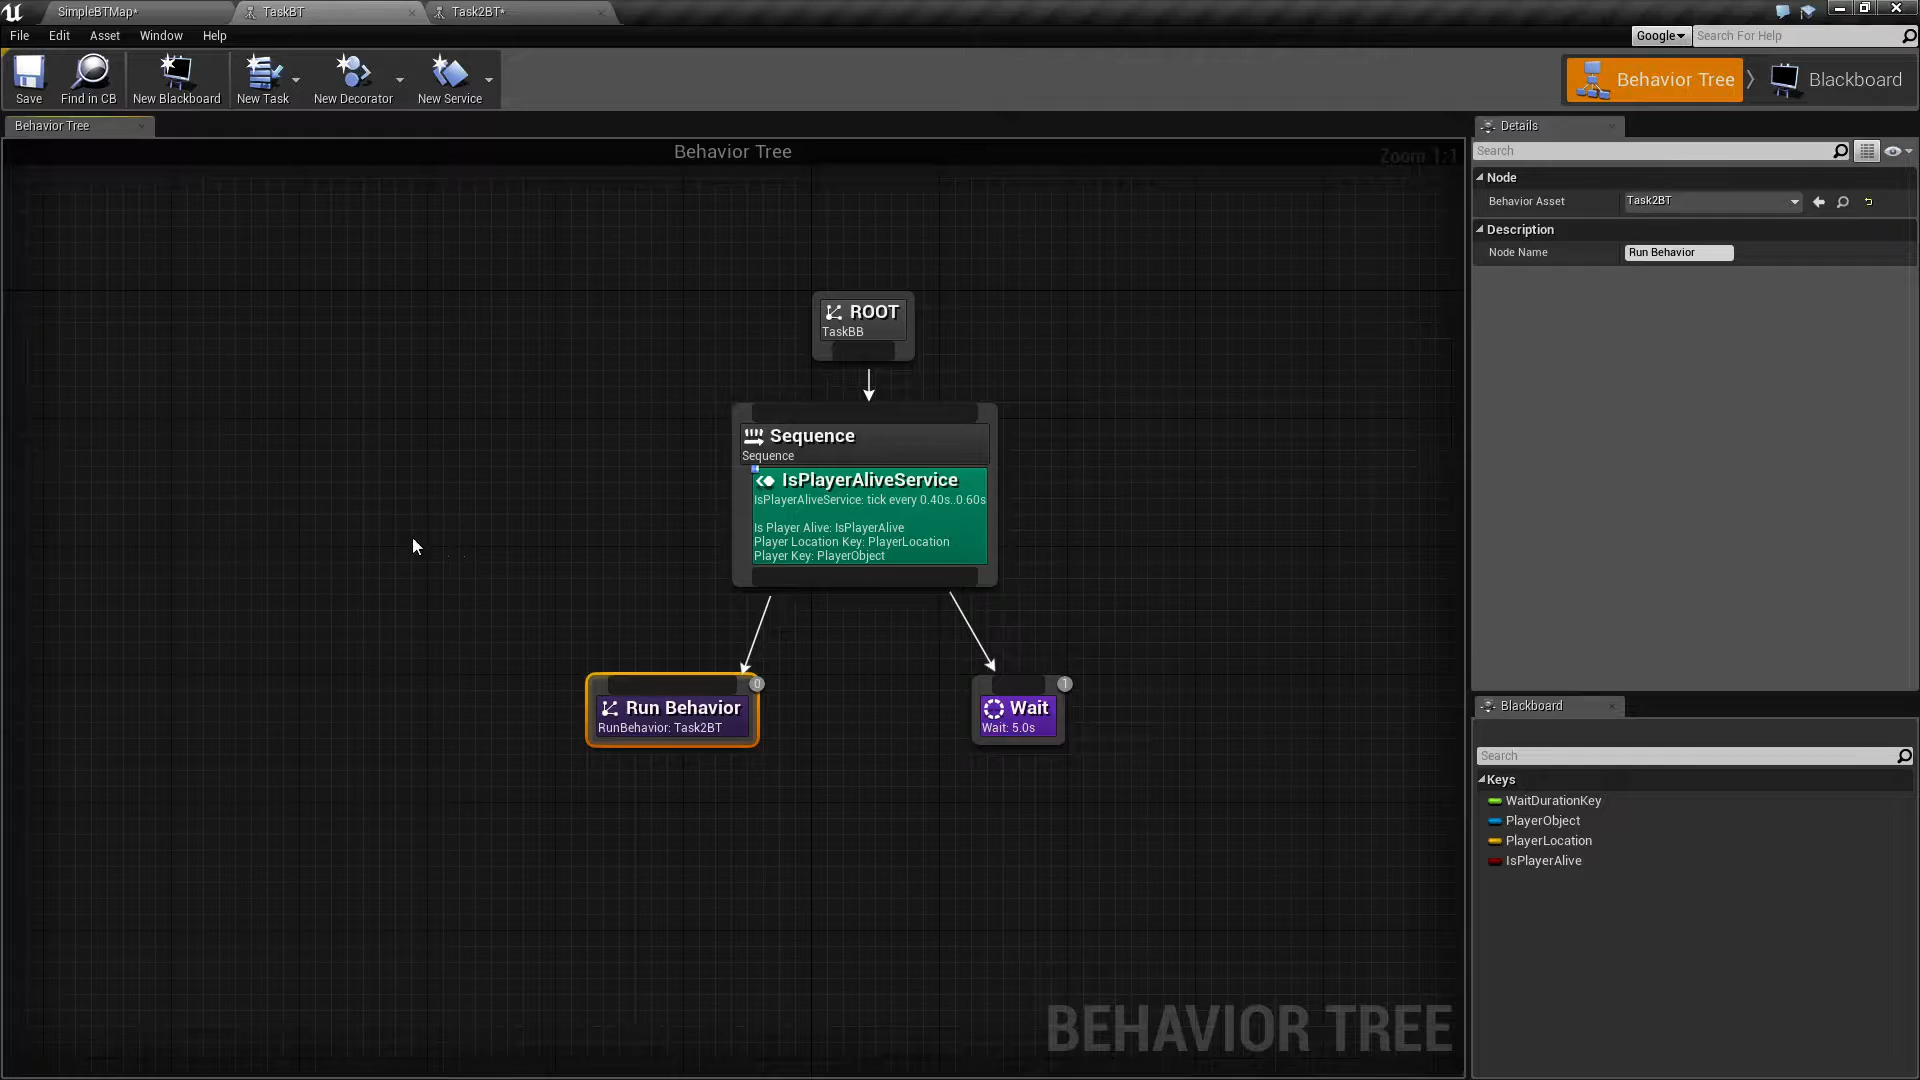 SimpleBTMap*
TaskBT
Task2BT*
File
Edit
Asset
Window
Help
Google
Search For Help
Save
Find in CB
New Blackboard
New Task
New Decorator
New Service
Behavior Tree
Blackboard
Behavior Tree
Behavior Tree
Zoom 1:1
ROOT
TaskBB
Sequence
Sequence
IsPlayerAliveService
IsPlayerAliveService: tick every 0.40s..0.60s
Is Player Alive: IsPlayerAlive
Player Location Key: PlayerLocation
Player Key: PlayerObject
0
Run Behavior
RunBehavior: Task2BT
1
Wait
Wait: 5.0s
BEHAVIOR TREE
Details
Search
Node
Behavior Asset
Task2BT
Description
Node Name
Run Behavior
Blackboard
Search
Keys
WaitDurationKey
PlayerObject
PlayerLocation
IsPlayerAlive